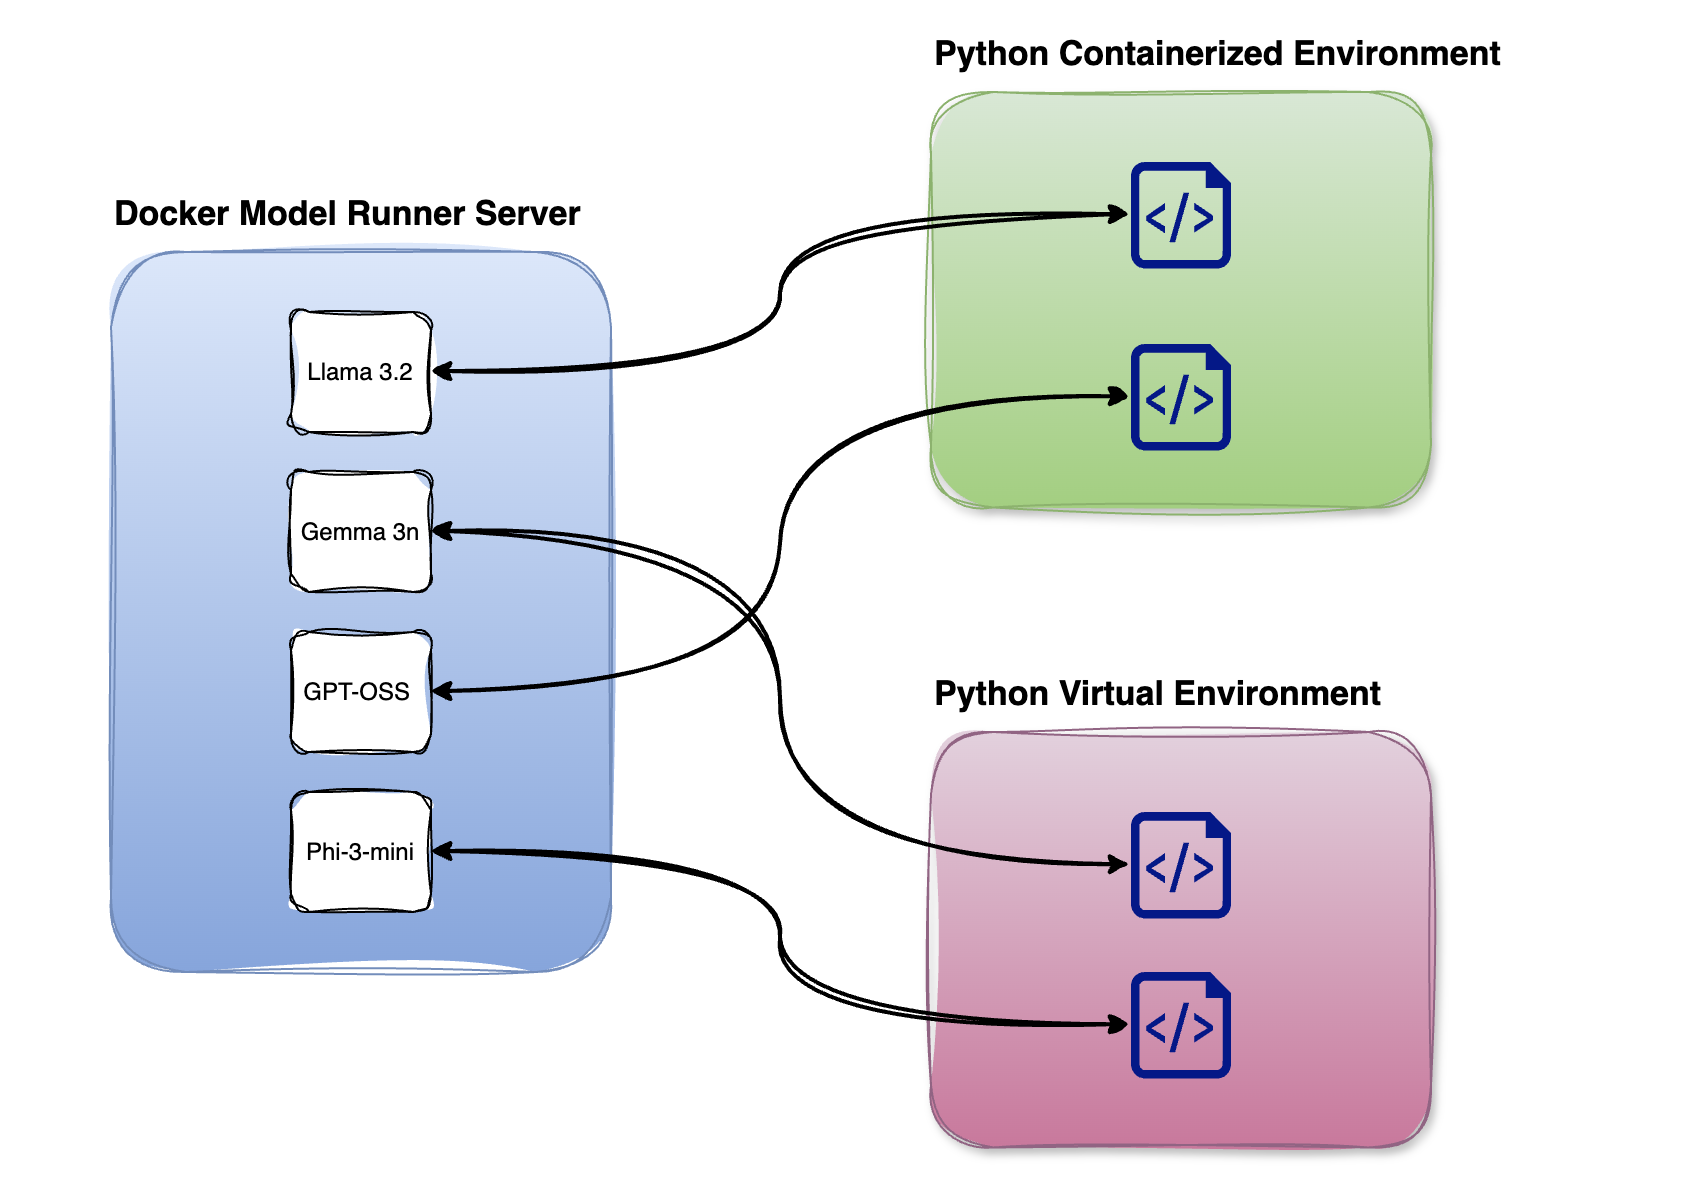 Python Containerized Environment
</>
</>
Docker Model Runner Server
Llama 3.2
Gemma 3n
GPT-OSS
Phi-3-mini
Python Virtual Environment
</>
</>